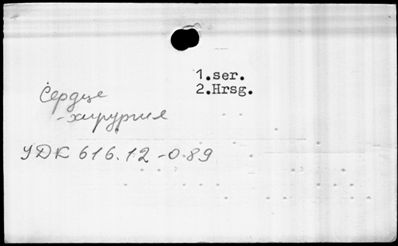 1.ser.
2.Hrsg.
Сердце
-хирургия
УДК 616.12-089